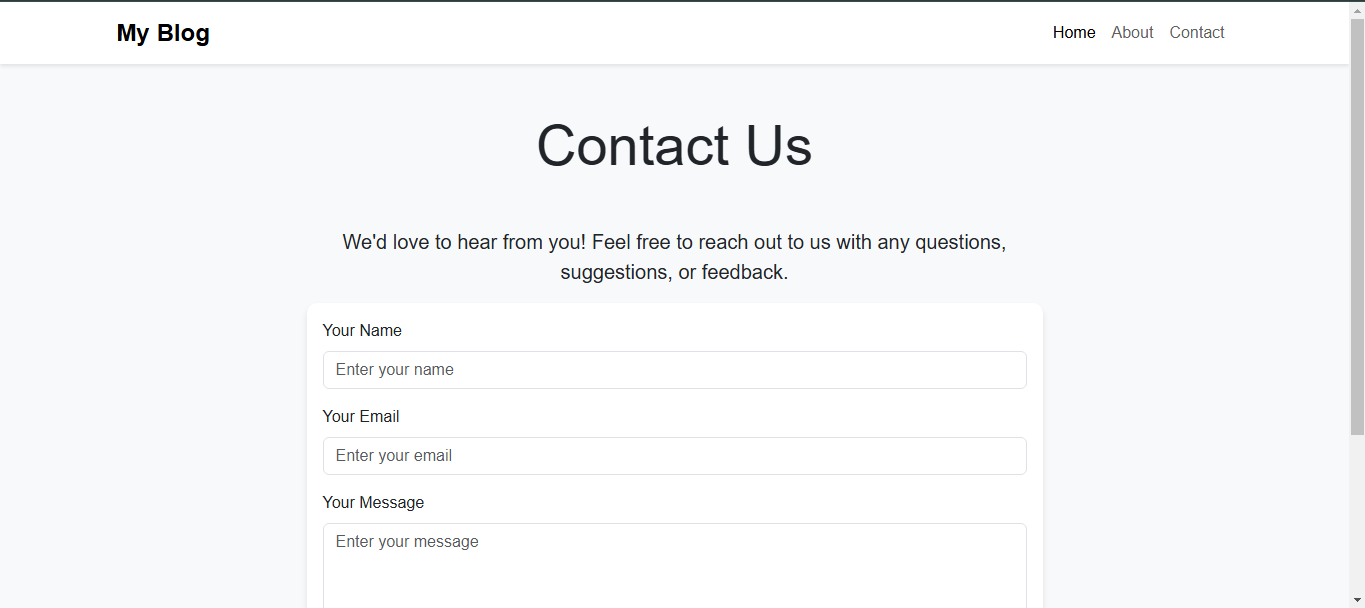 My Blog
Home About Contact
Contact Us
We'd love to hear from you! Feel free to reach out to us with any questions,
suggestions, or feedback.
Your Name
Enter your name
Your Email
Enter your email
Your Message
Enter your message